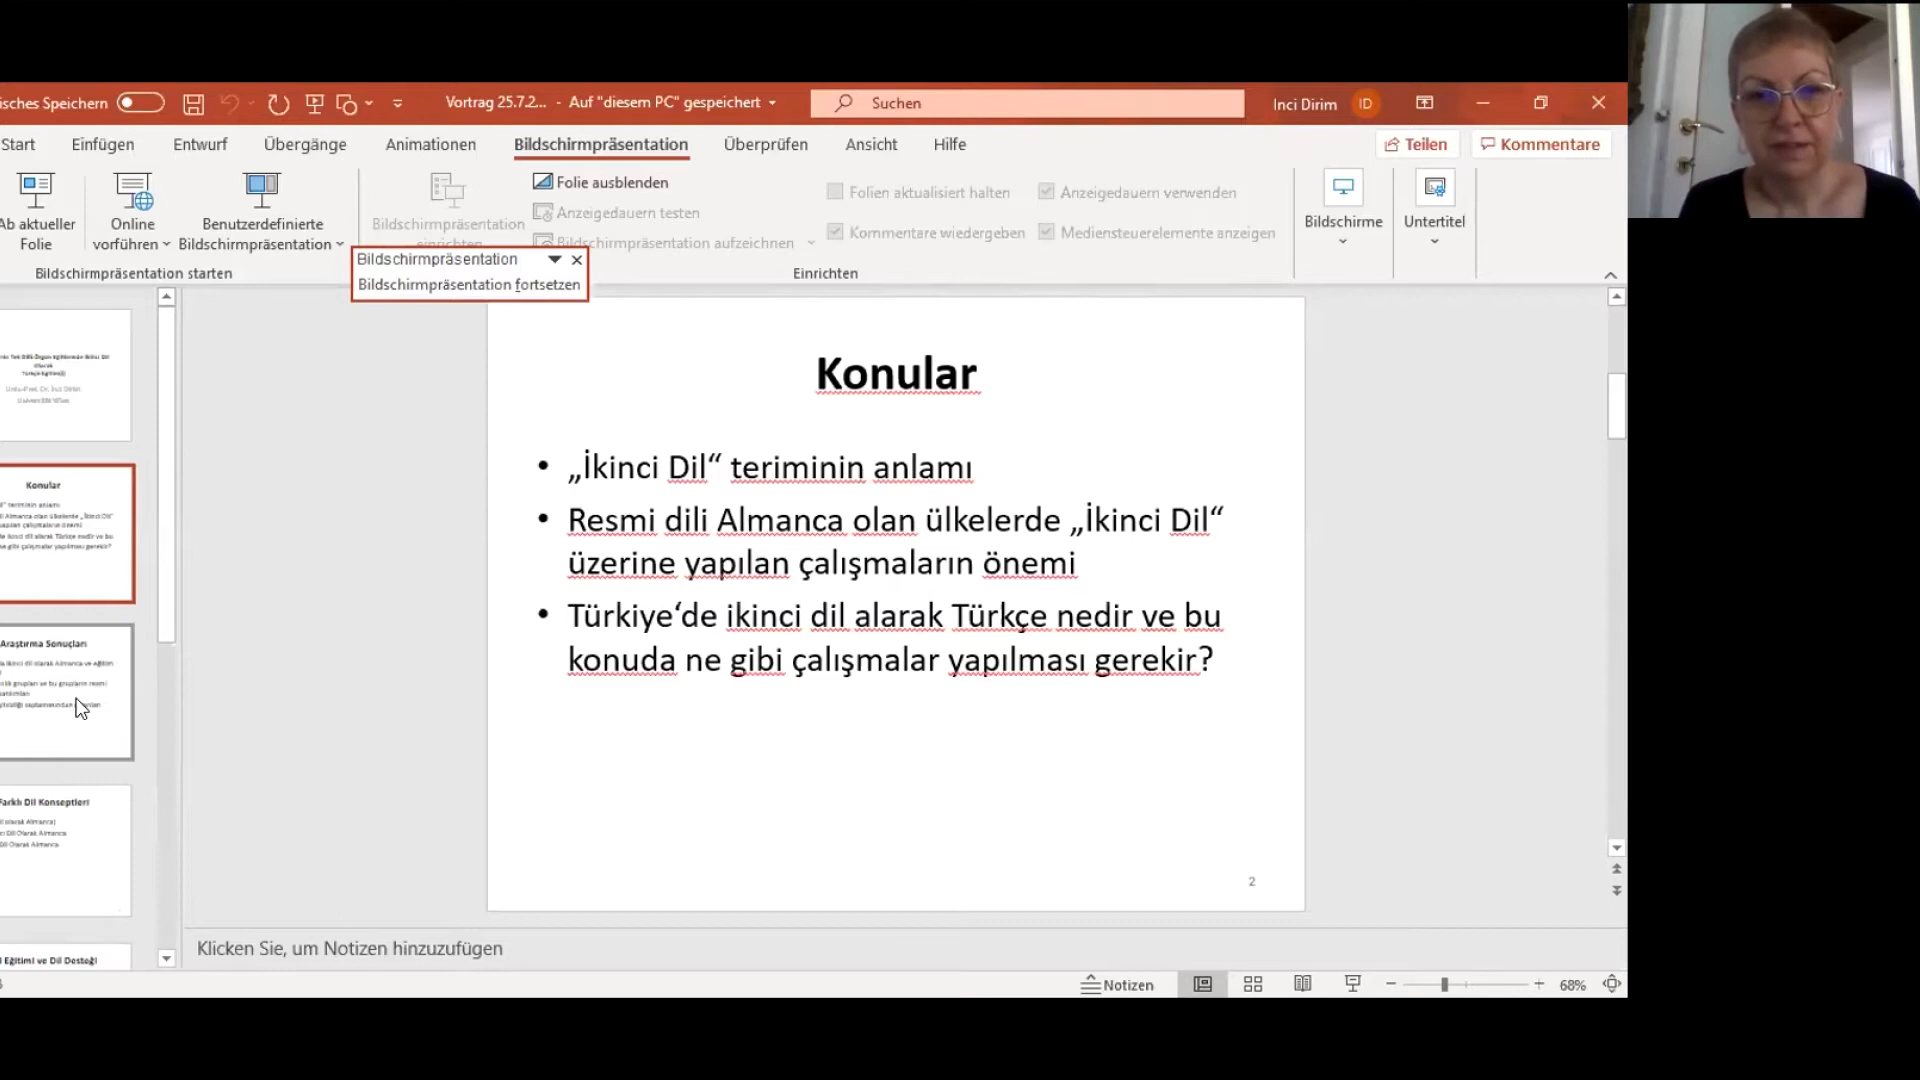 isches Speichern
Vortrag 25.7.2... - Auf "diesem PC" gespeichert
Suchen
Inci Dirim ID
Start Einfügen Entwurf Übergänge Animationen Bildschirmpräsentation Überprüfen Ansicht Hilfe
Teilen Kommentare
Ab aktueller
Folie
Online
vorführen
Benutzerdefinierte
Bildschirmpräsentation
Bildschirmpräsentation starten
Bildschirmpräsentation
Folie ausblenden
Anzeigedauern testen
Bildschirmpräsentation aufzeichnen
Folien aktualisiert halten
Kommentare wiedergeben
Anzeigedauern verwenden
Mediensteuerelemente anzeigen
Einrichten
Bildschirme
Untertitel
Bildschirmpräsentation
Bildschirmpräsentation fortsetzen
Konular
Araştırma Sonuçları
Farklı Dil Konseptleri
Dil Olarak Almanca
Eğitimi ve Dil Desteği
Konular
• „İkinci Dil“ teriminin anlamı
• Resmi dili Almanca olan ülkelerde „İkinci Dil“
üzerine yapılan çalışmaların önemi
• Türkiye‘de ikinci dil alarak Türkçe nedir ve bu
konuda ne gibi çalışmalar yapılması gerekir?
2
Klicken Sie, um Notizen hinzuzufügen
Notizen
68%